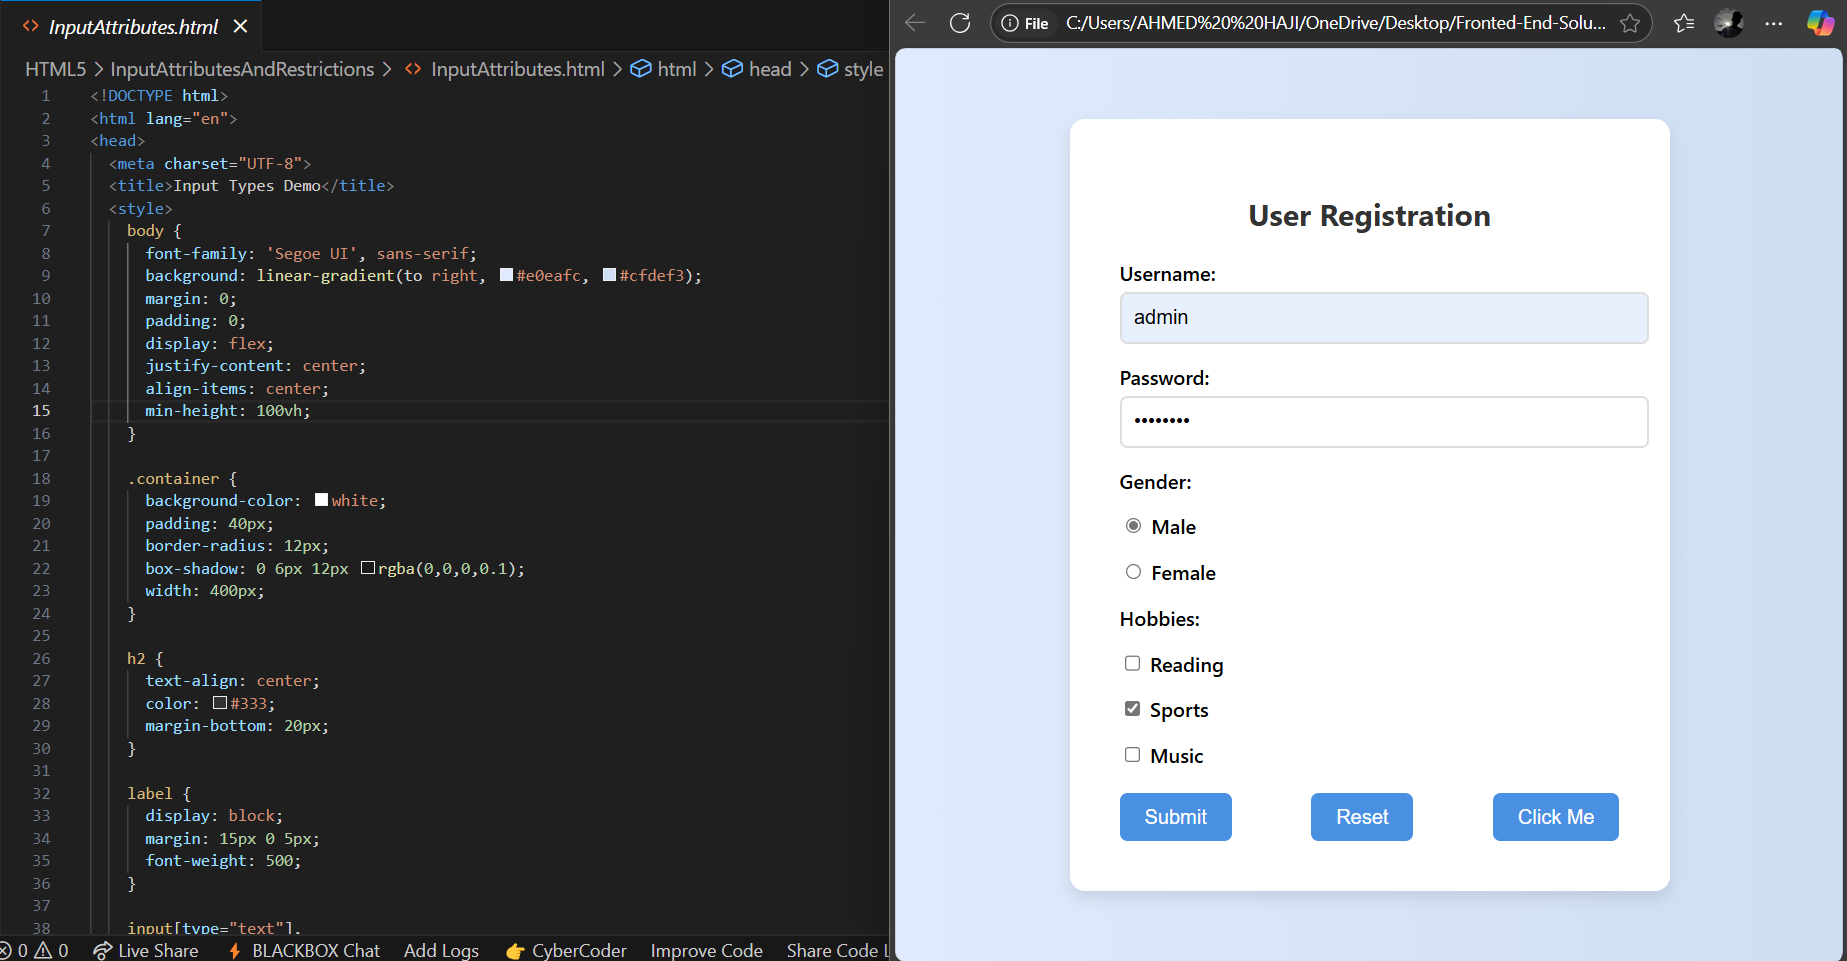 InputAttributes.html
HTML5 > InputAttributesAndRestrictions > InputAttributes.html > html > head > style
1 <!DOCTYPE html>
2 <html lang="en">
3 <head>
4 <meta charset="UTF-8">
5 <title>Input Types Demo</title>
6 <style>
7 body {
8 font-family: 'Segoe UI', sans-serif;
9 background: linear-gradient(to right, #e0eafc, #cfdef3);
10 margin: 0;
11 padding: 0;
12 display: flex;
13 justify-content: center;
14 align-items: center;
15 min-height: 100vh;
16 }
17
18 .container {
19 background-color: white;
20 padding: 40px;
21 border-radius: 12px;
22 box-shadow: 0 6px 12px rgba(0,0,0,0.1);
23 width: 400px;
24 }
25
26 h2 {
27 text-align: center;
28 color: #333;
29 margin-bottom: 20px;
30 }
31
32 label {
33 display: block;
34 margin: 15px 0 5px;
35 font-weight: 500;
36 }
37
38 input[type="text"],
0 0 Live Share BLACKBOX Chat Add Logs CyberCoder Improve Code Share Code L
File C:/Users/AHMED%20%20HAJI/OneDrive/Desktop/Fronted-End-Solu...
User Registration
Username:
admin
Password:
••••••••
Gender:
Male
Female
Hobbies:
Reading
Sports
Music
Submit Reset Click Me